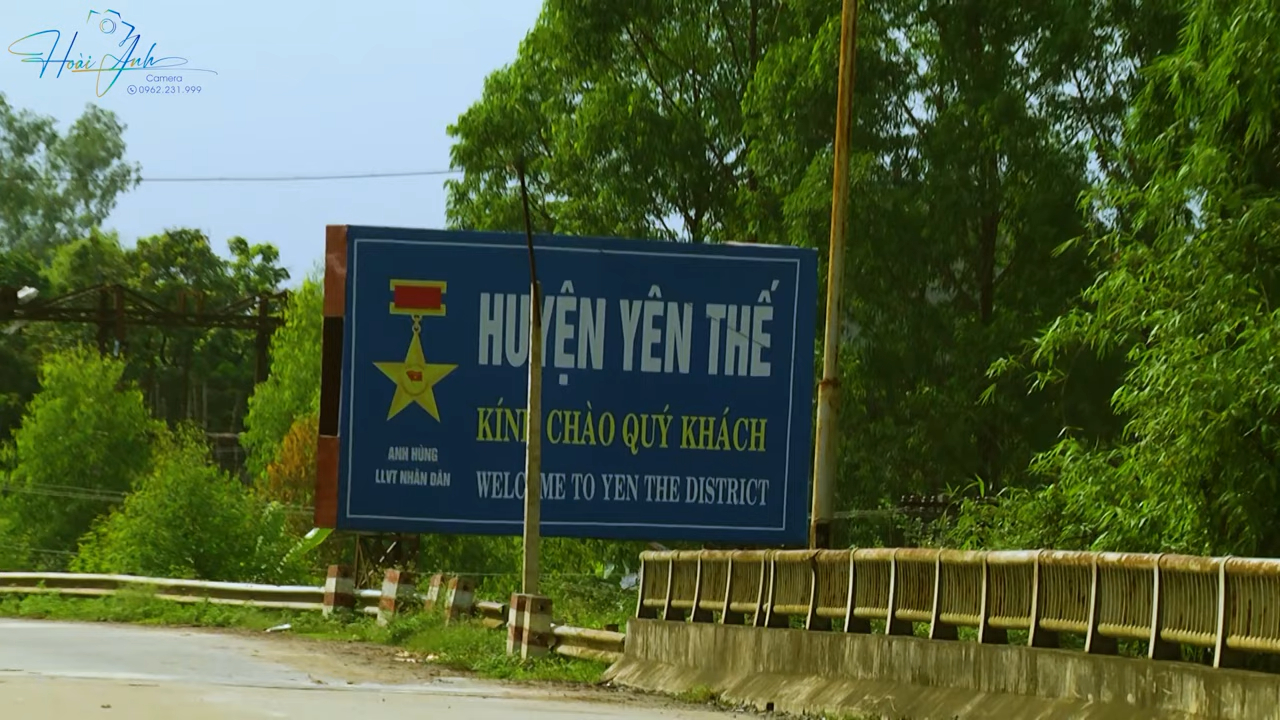 Hoài Anh
Camera
0962.231.999
HUYỆN YÊN THẾ
KÍNH CHÀO QUÝ KHÁCH
WELCOME TO YEN THE DISTRICT
ANH HÙNG
LLVT NHÂN DÂN